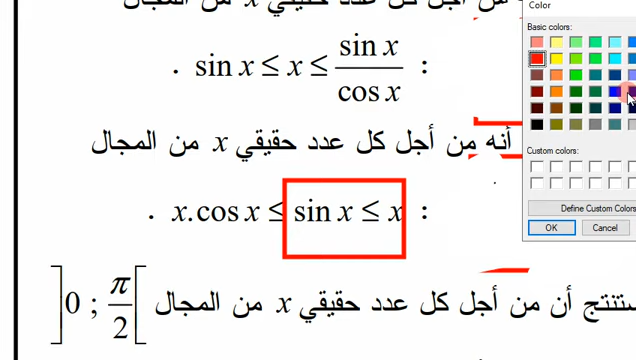 من أجل كل عدد حقيقي x من المجال
: sin x ≤ x ≤ sin x / cos x .
أنه من أجل كل عدد حقيقي x من المجال
: x.cos x ≤ sin x ≤ x .
ستنتج أن من أجل كل عدد حقيقي x من المجال ]0 ; π/2[
Color
Basic colors:
Custom colors:
Define Custom Colors
OK
Cancel